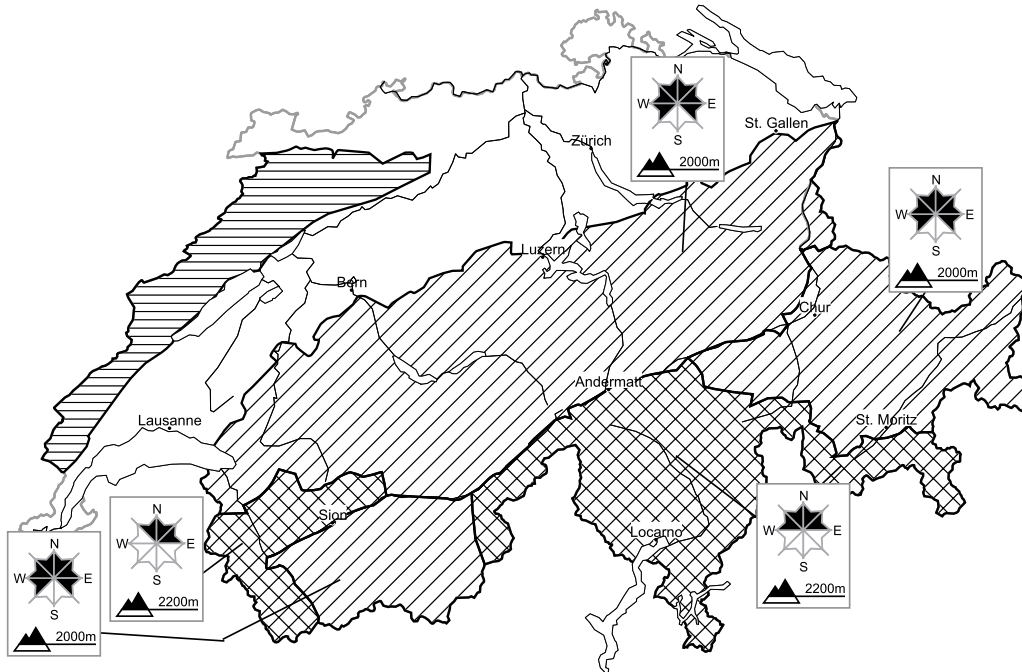 N
St. Gallen
W E
Zürich
S
2000m
N
W E
S
Luzern
2000m
Bern
Chur
Andermatt
Lausanne
St. Moritz
N
N
Sion
W E
W E
Locarno
N
S
S
W E
2200m
2200m
S
2000m